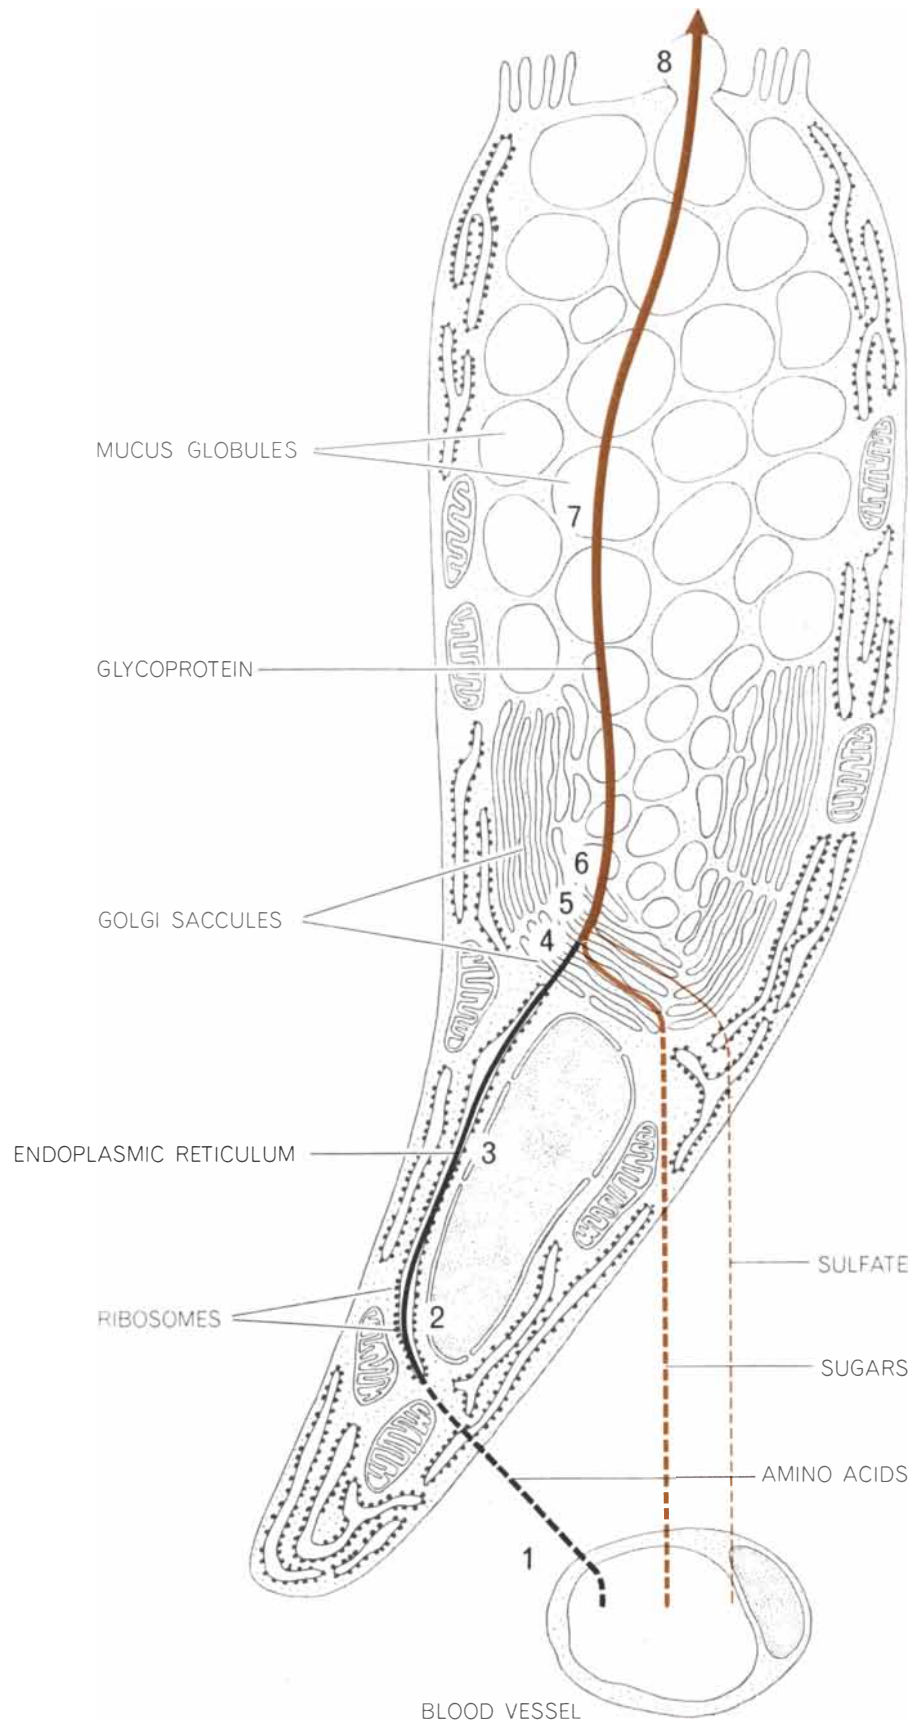 8
MUCUS GLOBULES
7
GLYCOPROTEIN
6
5
GOLGI SACCULES
4
3
ENDOPLASMIC RETICULUM
SULFATE
2
RIBOSOMES
SUGARS
AMINO ACIDS
1
BLOOD VESSEL